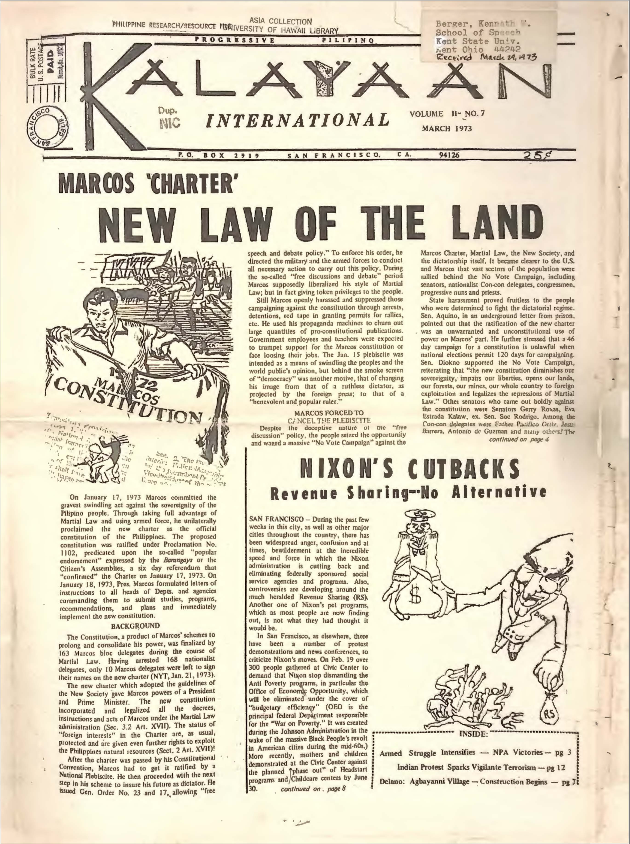 ASIA COLLECTION
PHILIPPINE RESEARCH/RESOURCE
UNIVERSITY OF HAWAII LIBRARY
Berger, Kenneth W.
School of Speech
Kent State Univ.
Kent Ohio 44242
Received March 29, 1973
PROGRESSIVE PILIPINO
BULK RATE
U.S. POSTAGE
PAID
SAN FRANCISCO
KALAYAAN
Dup.
NIC
INTERNATIONAL
VOLUME II- NO. 7
MARCH 1973
P.O. BOX 2919 SAN FRANCISCO, CA. 94126 25¢
MARCOS 'CHARTER'
NEW LAW OF THE LAND
KKK
'72
MARCOS
CONSTITUTION
On January 17, 1973 Marcos committed the
gravest swindling act against the sovereignity of the
Pilipino people. Through taking full advantage of
Martial Law and using armed force, he unilaterally
proclaimed the new charter as the official
constitution of the Philippines. The proposed
constitution was ratified under Proclamation No.
1102, predicated upon the so-called "popular
endorsement" expressed by the Barangays or the
Citizen's Assemblies, a six day referendum that
"confirmed" the Charter on January 17, 1973. On
January 18, 1973, Pres. Marcos formulated letters of
instructions to all heads of Depts. and agencies
commanding them to submit studies, programs,
recommendations, and plans and immediately
implement the new constitution.
BACKGROUND
The Constitution, a product of Marcos' schemes to
prolong and consolidate his power, was finalized by
163 Marcos blue delegates during the course of
Martial Law. Having arrested 168 nationalist
delegates, only 10 Marcos delegates were left to sign
their names on the new charter (NYT, Jan. 21, 1973).
The new charter which adopted the guidelines of
the New Society gave Marcos powers of a President
and Prime Minister. The new constitution
incorporated and legalized all the decrees,
instructions and acts of Marcos under the Martial Law
administration (Sec. 3.2 Art. XVII). The status of
"foreign interests" in the Charter are, as usual,
protected and are given even further rights to exploit
the Philippines natural resources (Sect. 2 Art. XVII)!
After the charter was passed by his Constitutional
Convention, Marcos had to get it ratified by a
National Plebiscite. He then proceeded with the next
step in his scheme to insure his future as dictator. He
issued Gen. Order No. 23 and 17, allowing "free
speech and debate policy." To enforce his order, he
directed the military and the armed forces to conduct
all necessary action to carry out this policy. During
the so-called "free discussions and debate" period
Marcos supposedly liberalized his style of Martial
Law; but in fact giving token privileges to the people.
Still Marcos openly harassed and suppressed those
campaigning against the constitution through arrests,
detentions, red tape in granting permits for rallies,
etc. He used his propaganda machines to churn out
large quantities of pro-constitutional publications.
Government employees and teachers were expected
to trumpet support for the Marcos constitution or
face loosing their jobs. The Jan. 15 plebiscite was
intended as a means of swindling the peoples and the
world public's opinion, but behind the smoke screen
of "democracy" was another motive, that of changing
his image from that of a ruthless dictator, as
projected by the foreign press; to that of a
"benevolent and popular ruler."
MARCOS FORCED TO
CANCEL THE PLEDISCITE
Despite the deceptive nature of the "free
discussion" policy, the people seized the opportunity
and waged a massive "No Vote Campaign" against the
Marcos Charter, Martial Law, the New Society, and
the dictatorship itself. It became clearer to the U.S.
and Marcos that vast sectors of the population were
rallied behind the No Vote Campaign, including
senators, nationalist Con-con delegates, congressmen,
progressive nuns and priests.
State harassment proved fruitless to the people
who were determined to fight the dictatorial regime.
Sen. Aquino, in an underground letter from prison,
pointed out that the ratification of the new charter
was an unwarranted and unconstitutional use of
power on Marcos' part. He further stressed that a 46
day campaign for a constitution is unlawful when
national elections permit 120 days for campaigning.
Sen. Diokno supported the No Vote Campaign,
reiterating that "the new constitution diminishes our
sovereignty, impairs our liberties, opens our lands,
our forests, our mines, our whole country to foreign
exploitation and legalizes the repressions of Martial
Law." Other senators who came out boldly against
the constitution were Senators Gerry Roxas, Eva
Estrada Kalaw, ex. Sen. Soc Rodrigo. Among the
Con-con delegates were Father Pacifico Ortiz, Jess
Barrera, Antonio de Guzman and many others! The
continued on page 6
NIXON'S CUTBACKS
Revenue Sharing--No Alternative
SAN FRANCISCO – During the past few
weeks in this city, as well as other major
cities throughout the country, there has
been widespread anger, confusion and at
times, bewilderment at the incredible
speed and force in which the Nixon
administration is cutting back and
eliminating federally sponsored social
service agencies and programs. Also,
controversies are developing around the
much heralded Revenue Sharing (RS).
Another one of Nixon's pet programs,
which as most people are now finding
out, is not what they had thought it
would be.
In San Francisco, as elsewhere, there
have been a number of protest
demonstrations and news conferences, to
criticize Nixon's moves. On Feb. 19 over
300 people gathered at Civic Center to
demand that Nixon stop dismantling the
Anti Poverty programs, in particular the
Office of Economic Opportunity, which
will be eliminated under the cover of
"budgetary efficiency" (OEO is the
principal federal Department responsible
for the "War on Poverty." It was created
during the Johnson Administration in the
wake of the massive Black People's revolt
in American cities during the mid-60s.)
More recently, mothers and children
demonstrated at the Civic Center against
the planned "phase out" of Headstart
programs and Childcare centers by June
30. continued on page 8
$
RS
INSIDE:
Armed Struggle Intensifies — NPA Victories — pg 3
Indian Protest Sparks Vigilante Terrorism — pg 12
Delano: Agbayanni Village — Construction Begins — pg 7